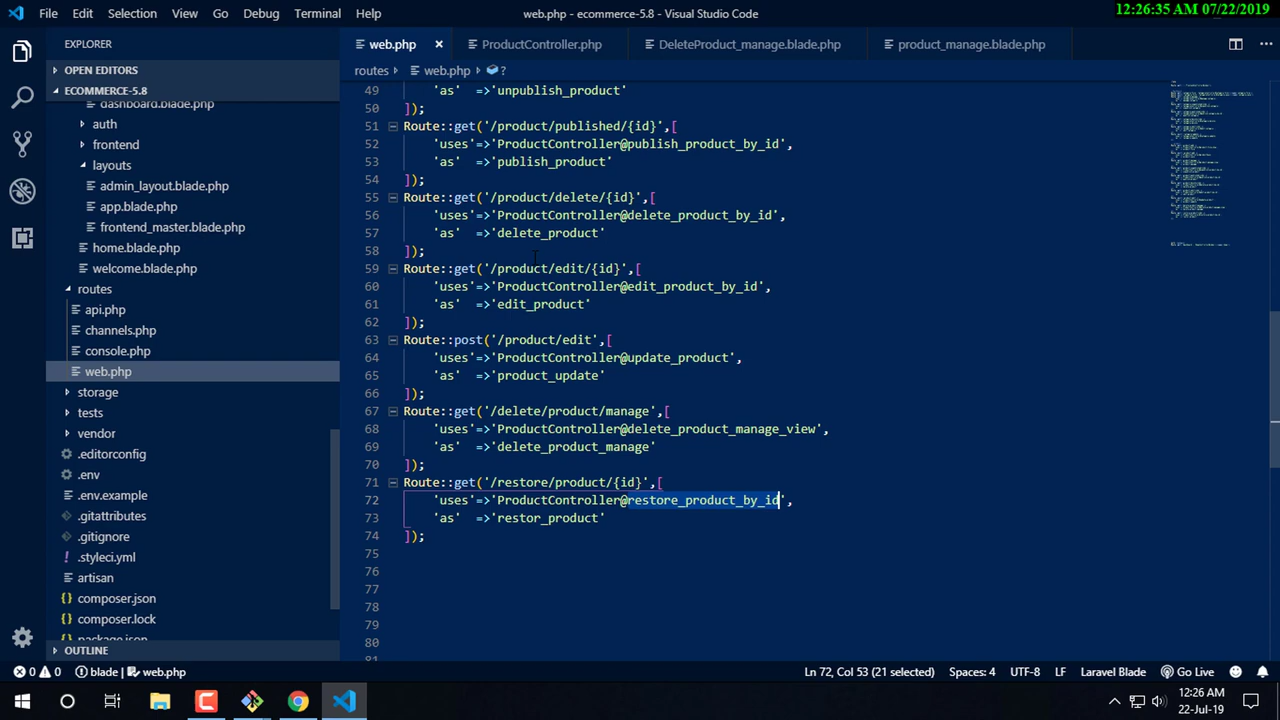 File Edit Selection View Go Debug Terminal Help
web.php - ecommerce-5.8 - Visual Studio Code
12:26:35 AM 07/22/2019
EXPLORER
OPEN EDITORS
ECOMMERCE-5.8
dashboard.blade.php
auth
frontend
layouts
admin_layout.blade.php
app.blade.php
frontend_master.blade.php
home.blade.php
welcome.blade.php
routes
api.php
channels.php
console.php
web.php
storage
tests
vendor
.editorconfig
.env
.env.example
.gitattributes
.gitignore
.styleci.yml
artisan
composer.json
composer.lock
package.json
OUTLINE
web.php × ProductController.php DeleteProduct_manage.blade.php product_manage.blade.php
routes web.php ?
49 'as' =>'unpublish_product'
50 ]);
51 Route::get('/product/published/{id}',[
52 'uses'=>'ProductController@publish_product_by_id',
53 'as' =>'publish_product'
54 ]);
55 Route::get('/product/delete/{id}',[
56 'uses'=>'ProductController@delete_product_by_id',
57 'as' =>'delete_product'
58 ]);
59 Route::get('/product/edit/{id}',[
60 'uses'=>'ProductController@edit_product_by_id',
61 'as' =>'edit_product'
62 ]);
63 Route::post('/product/edit',[
64 'uses'=>'ProductController@update_product',
65 'as' =>'product_update'
66 ]);
67 Route::get('/delete/product/manage',[
68 'uses'=>'ProductController@delete_product_manage_view',
69 'as' =>'delete_product_manage'
70 ]);
71 Route::get('/restore/product/{id}',[
72 'uses'=>'ProductController@restore_product_by_id',
73 'as' =>'restor_product'
74 ]);
75
76
77
78
79
80
81
0 0 blade web.php Ln 72, Col 53 (21 selected) Spaces: 4 UTF-8 LF Laravel Blade Go Live
12:26 AM
22-Jul-19